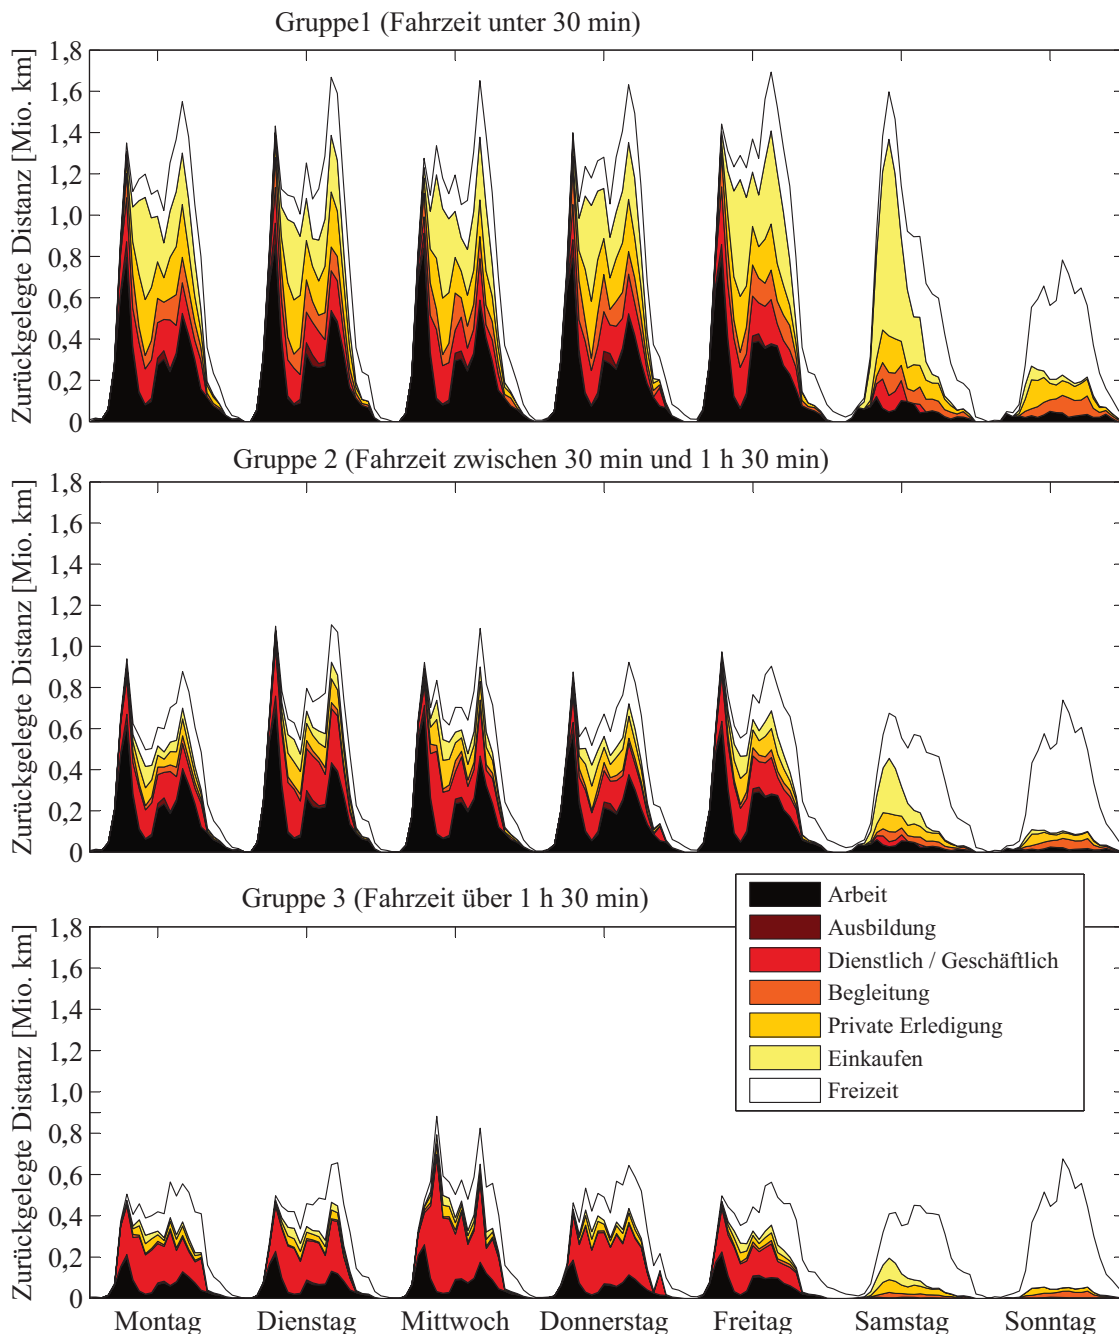 Gruppe1 (Fahrzeit unter 30 min)
Zurückgelegte Distanz [Mio. km]
1,8
1,6
1,4
1,2
1,0
0,8
0,6
0,4
0,2
0
Gruppe 2 (Fahrzeit zwischen 30 min und 1 h 30 min)
Zurückgelegte Distanz [Mio. km]
1,8
1,6
1,4
1,2
1,0
0,8
0,6
0,4
0,2
0
Gruppe 3 (Fahrzeit über 1 h 30 min)
Zurückgelegte Distanz [Mio. km]
1,8
1,6
1,4
1,2
1,0
0,8
0,6
0,4
0,2
0
Arbeit
Ausbildung
Dienstlich / Geschäftlich
Begleitung
Private Erledigung
Einkaufen
Freizeit
Montag Dienstag Mittwoch Donnerstag Freitag Samstag Sonntag